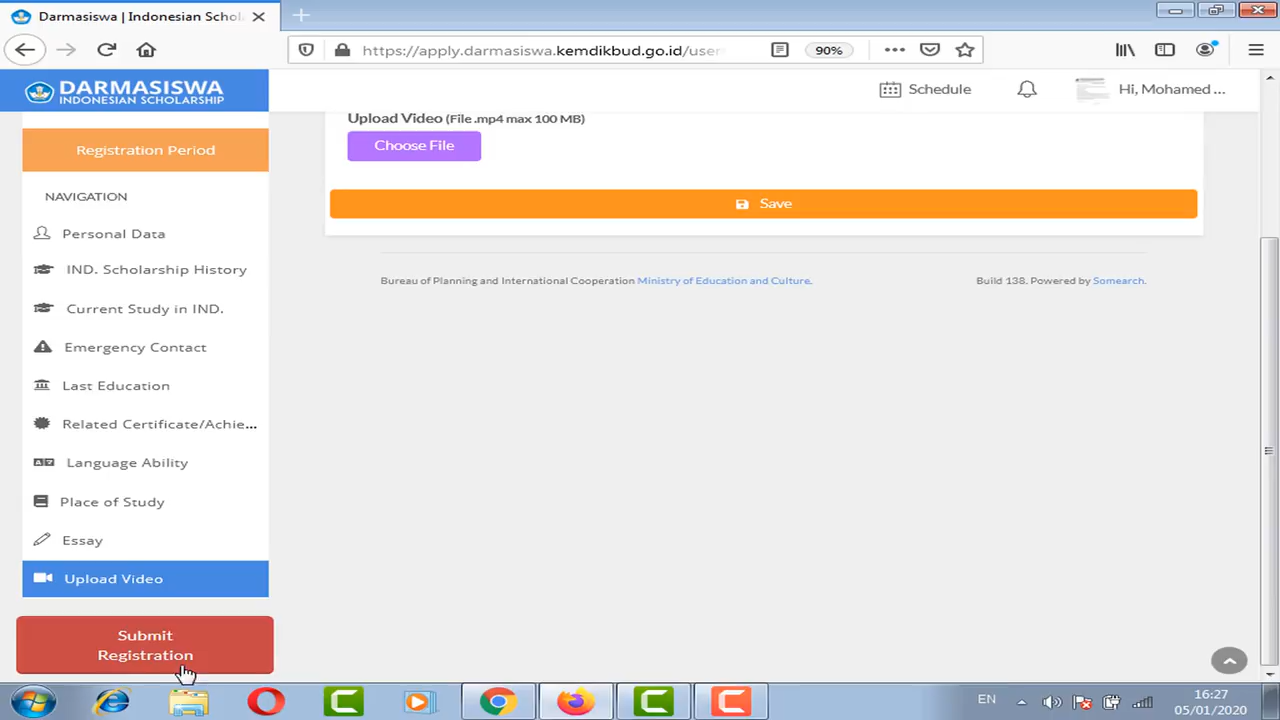 Darmasiswa | Indonesian Schol
https://apply.darmasiswa.kemdikbud.go.id/user
90%
DARMASISWA
INDONESIAN SCHOLARSHIP
Schedule
Hi, Mohamed ...
Upload Video (File .mp4 max 100 MB)
Choose File
Save
Bureau of Planning and International Cooperation Ministry of Education and Culture.
Build 138. Powered by Somearch.
Registration Period
NAVIGATION
Personal Data
IND. Scholarship History
Current Study in IND.
Emergency Contact
Last Education
Related Certificate/Achie...
Language Ability
Place of Study
Essay
Upload Video
Submit
Registration
EN
16:27
05/01/2020